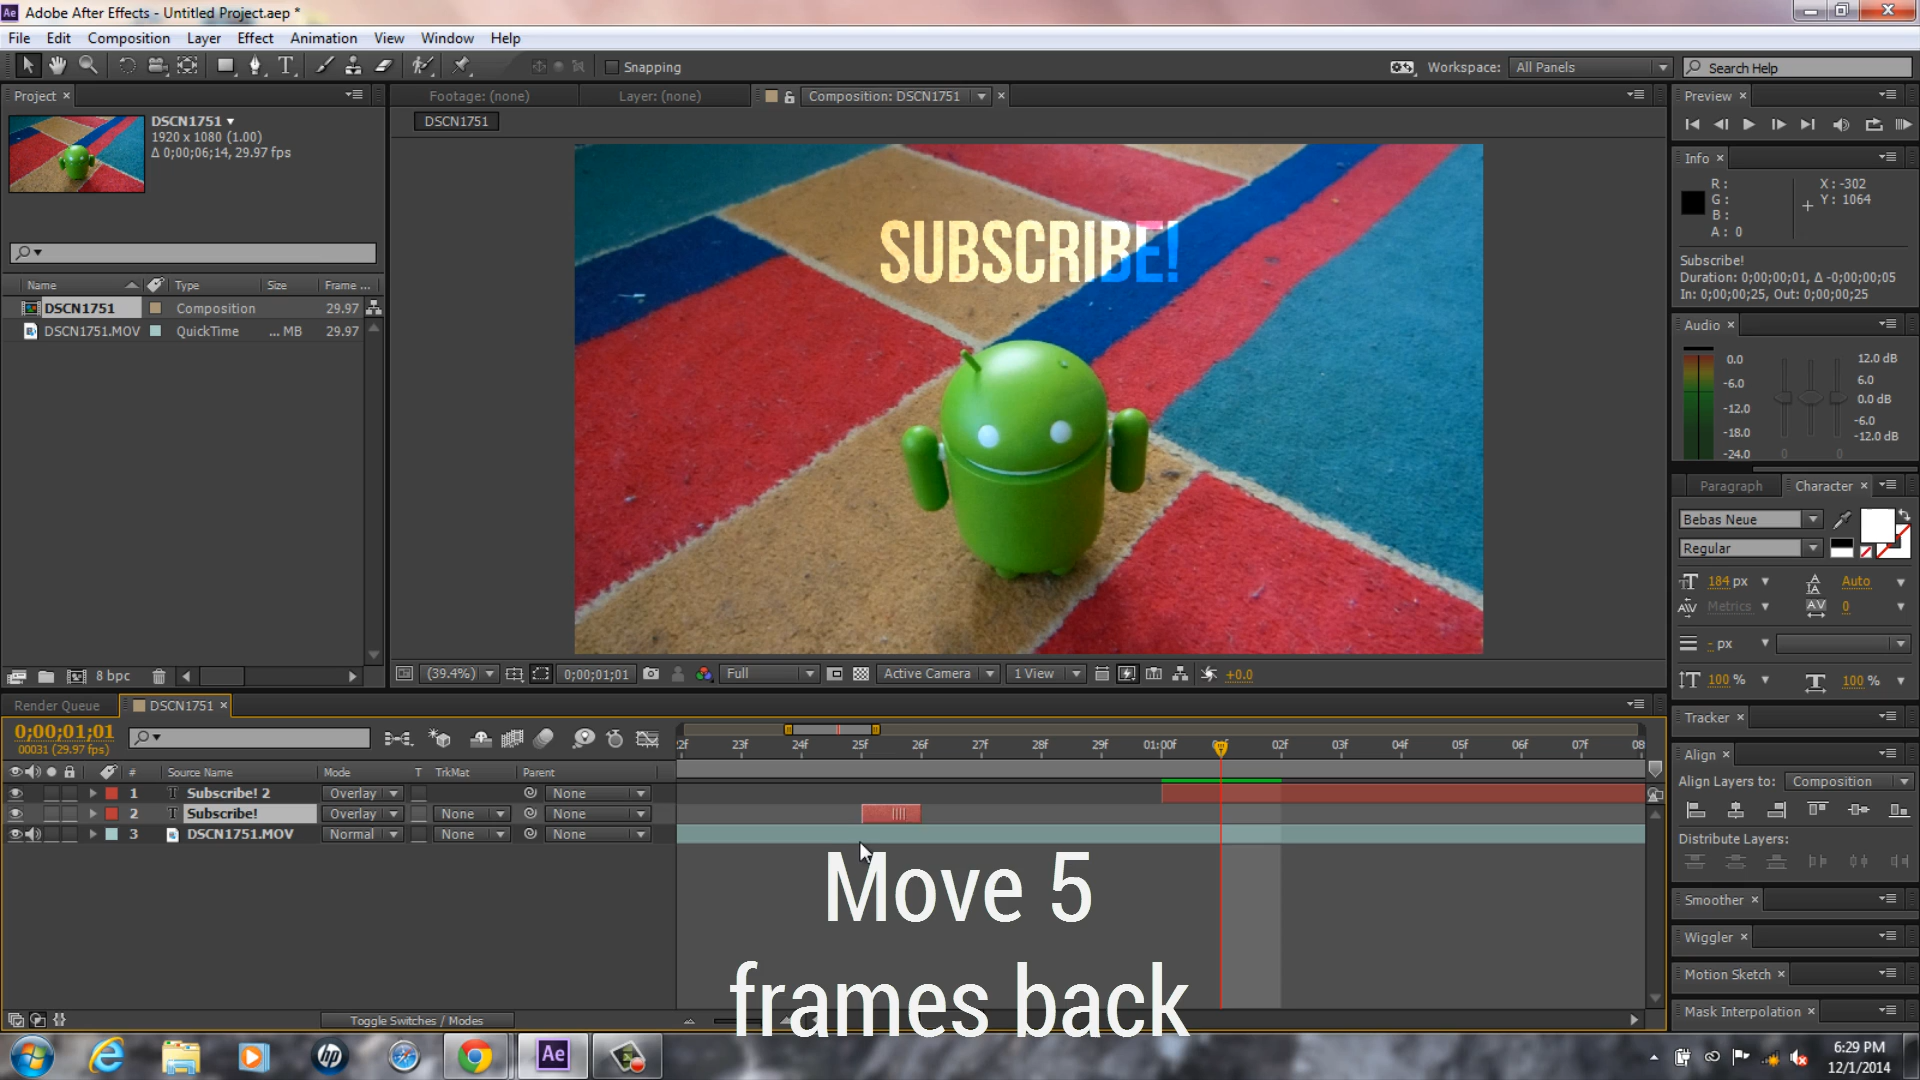 Adobe After Effects - Untitled Project.aep *
File Edit Composition Layer Effect Animation View Window Help
Snapping
Workspace: All Panels
Search Help
Project ×
Footage: (none)
Layer: (none)
Composition: DSCN1751
DSCN1751
DSCN1751
1920 x 1080 (1.00)
Δ 0;00;06;14, 29.97 fps
Name Type Size Frame ...
DSCN1751 Composition 29.97
DSCN1751.MOV QuickTime ... MB 29.97
8 bpc
SUBSCRIBE!
(39.4%) 0;00;01;01 Full Active Camera 1 View +0.0
Preview ×
Info ×
R :
G :
B :
A : 0
X : -302
Y : 1064
Subscribe!
Duration: 0;00;00;01, Δ -0;00;00;05
In: 0;00;00;25, Out: 0;00;00;25
Audio ×
0.0
-6.0
-12.0
-18.0
-24.0
12.0 dB
6.0
0.0 dB
-6.0
-12.0 dB
0 0
Paragraph Character ×
Bebas Neue
Regular
184 px Auto
Metrics 0
- px
100 % 100 %
Tracker ×
Align ×
Align Layers to: Composition
Distribute Layers:
Smoother ×
Wiggler ×
Motion Sketch ×
Mask Interpolation ×
Render Queue
DSCN1751 ×
0;00;01;01
00031 (29.97 fps)
23f 24f 25f 26f 27f 28f 29f 01:00f 02f 03f 04f 05f 06f 07f 08
# Source Name Mode T TrkMat Parent
1 T Subscribe! 2 Overlay None
2 T Subscribe! Overlay None None
3 DSCN1751.MOV Normal None None
Toggle Switches / Modes
Move 5
frames back
hp
Ae
6:29 PM
12/1/2014